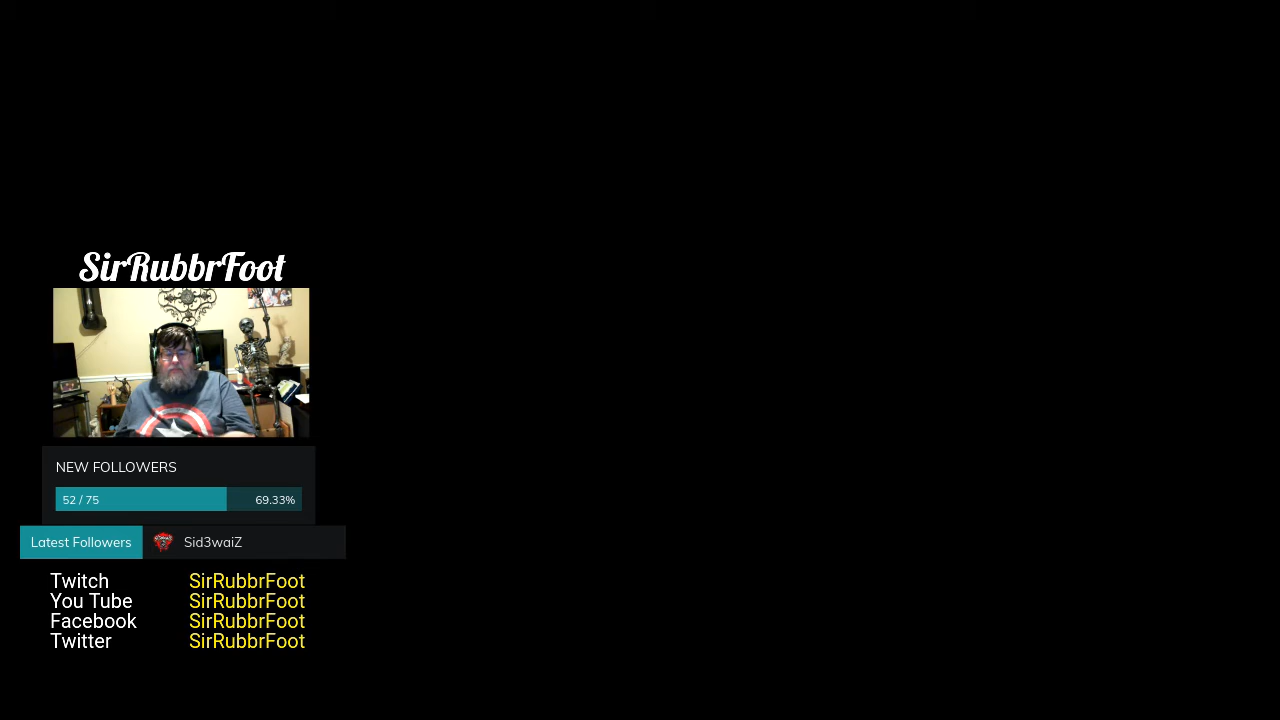 SirRubbrFoot
NEW FOLLOWERS
52 / 75 69.33%
Latest Followers Sid3waiZ
Twitch SirRubbrFoot
You Tube SirRubbrFoot
Facebook SirRubbrFoot
Twitter SirRubbrFoot